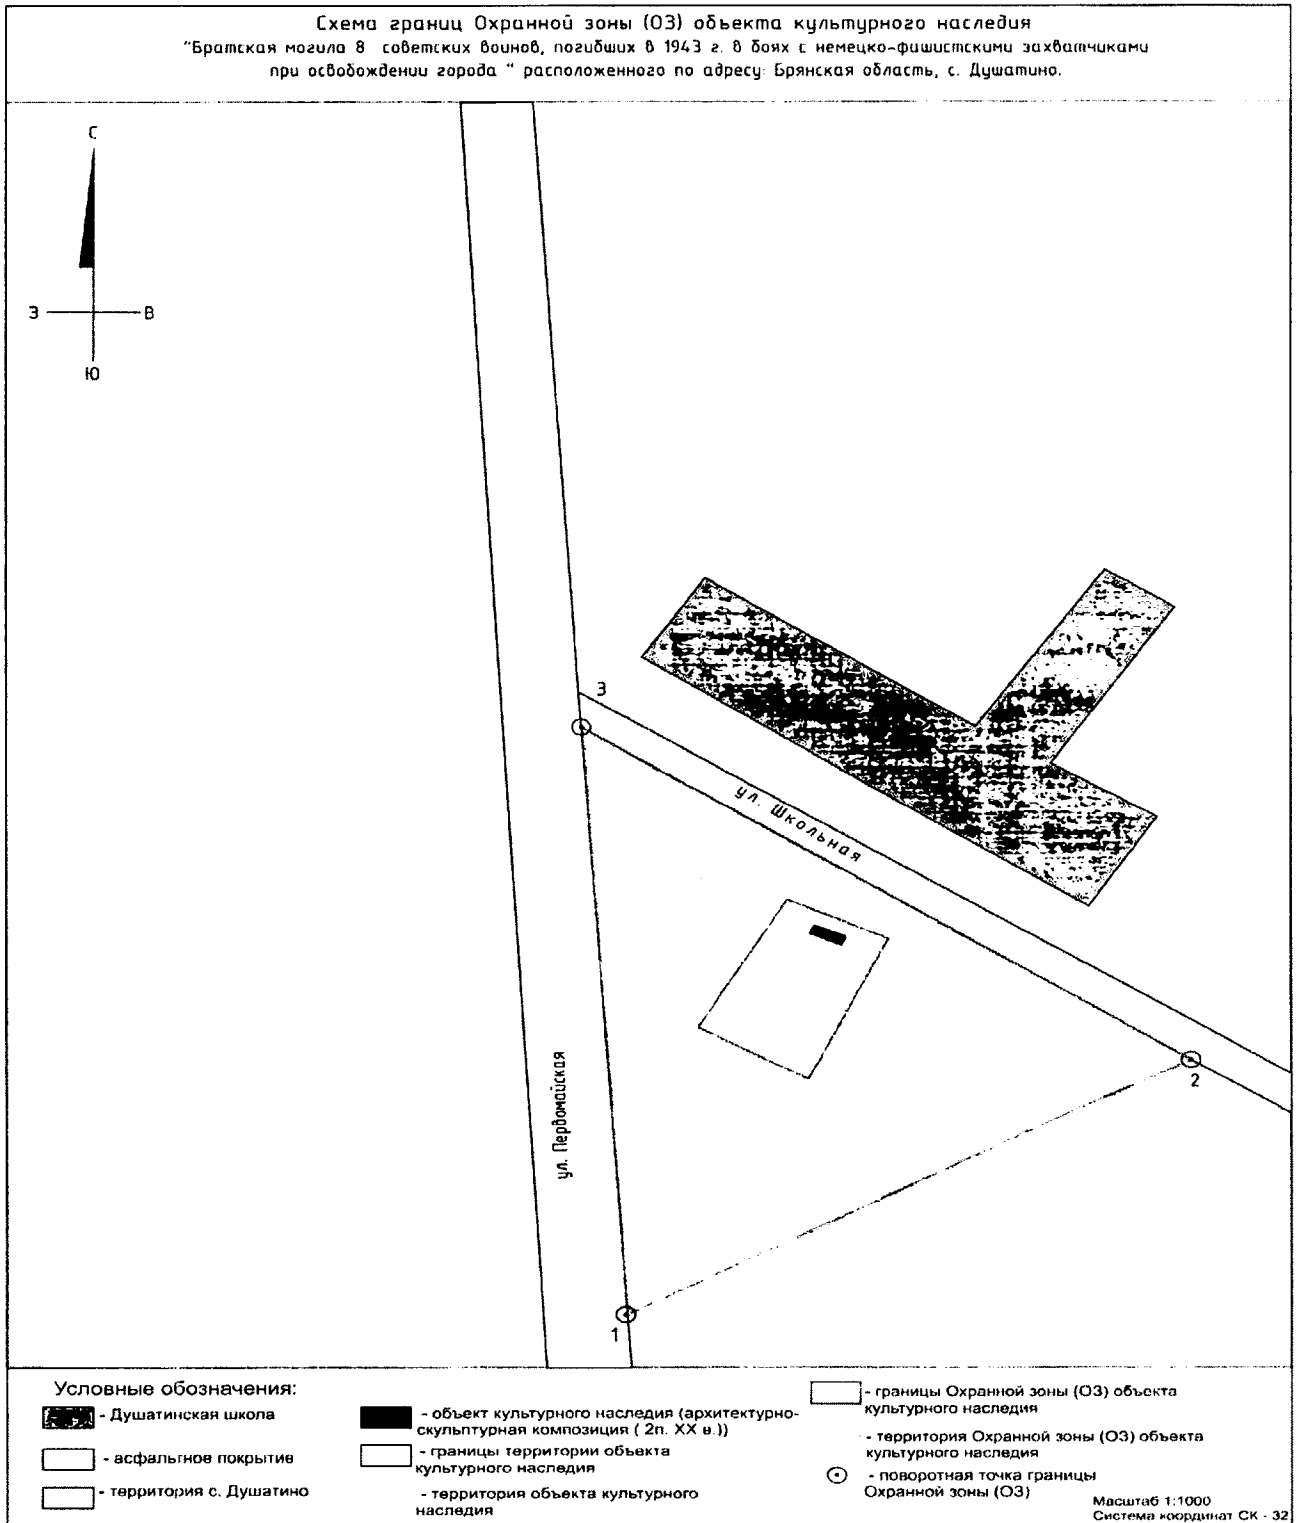 Схема границ Охранной зоны (ОЗ) объекта культурного наследия
"Братская могила 8 советских воинов, погибших в 1943 г. в боях с немецко-фашистскими захватчиками
при освобождении города " расположенного по адресу: Брянская область, с. Душатино.
С
З
В
Ю
3
ул. Школьная
ул. Первомайская
2
1
Условные обозначения:
- Душатинская школа
- асфальтное покрытие
- территория с. Душатино
- объект культурного наследия (архитектурно-
скульптурная композиция ( 2п. XX в.))
- границы территории объекта
культурного наследия
- территория объекта культурного
наследия
- границы Охранной зоны (ОЗ) объекта
культурного наследия
- территория Охранной зоны (ОЗ) объекта
культурного наследия
- поворотная точка границы
Охранной зоны (ОЗ)
Масштаб 1:1000
Система координат СК - 32